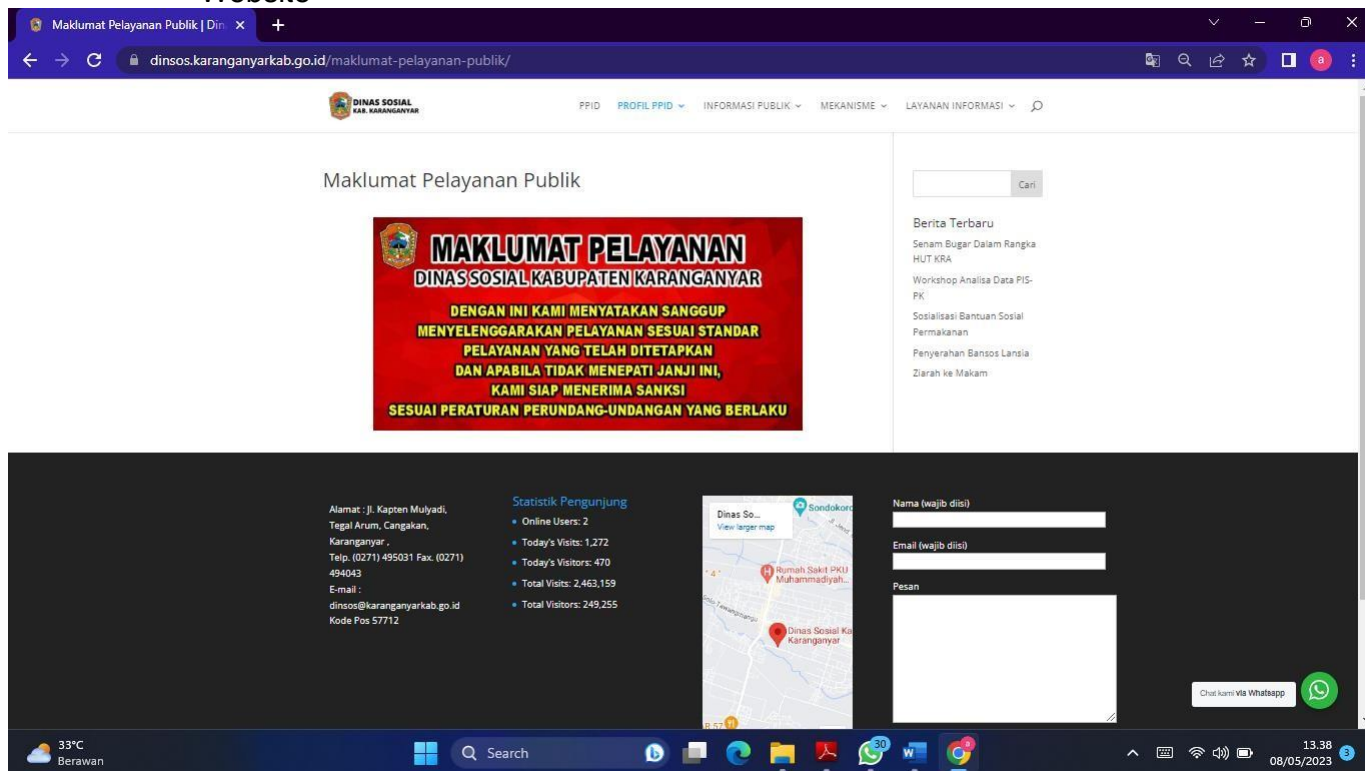 Website
Maklumat Pelayanan Publik | Din
dinsos.karanganyarkab.go.id/maklumat-pelayanan-publik/
a
DINAS SOSIAL
KAB. KARANGANYAR
PPID PROFIL PPID INFORMASI PUBLIK MEKANISME LAYANAN INFORMASI
Maklumat Pelayanan Publik
MAKLUMAT PELAYANAN
DINAS SOSIAL KABUPATEN KARANGANYAR
DENGAN INI KAMI MENYATAKAN SANGGUP
MENYELENGGARAKAN PELAYANAN SESUAI STANDAR
PELAYANAN YANG TELAH DITETAPKAN
DAN APABILA TIDAK MENEPATI JANJI INI,
KAMI SIAP MENERIMA SANKSI
SESUAI PERATURAN PERUNDANG-UNDANGAN YANG BERLAKU
Cari
Berita Terbaru
Senam Bugar Dalam Rangka
HUT KRA
Workshop Analisa Data PIS-
PK
Sosialisasi Bantuan Sosial
Permakanan
Penyerahan Bansos Lansia
Ziarah ke Makam
Alamat : Jl. Kapten Mulyadi,
Tegal Arum, Cangakan,
Karanganyar ,
Telp. (0271) 495031 Fax. (0271)
494043
E-mail :
dinsos@karanganyarkab.go.id
Kode Pos 57712
Statistik Pengunjung
Online Users: 2
Today's Visits: 1,272
Today's Visitors: 470
Total Visits: 2,463,159
Total Visitors: 249,255
Dinas So...
View larger map
Sondokoro
Rumah Sakit PKU
Muhammadiyah...
Dinas Sosial Ka
Karanganyar
Nama (wajib diisi)
Email (wajib diisi)
Pesan
Chat kami via Whatsapp
33°C
Berawan
Search
30
13.38
08/05/2023
3